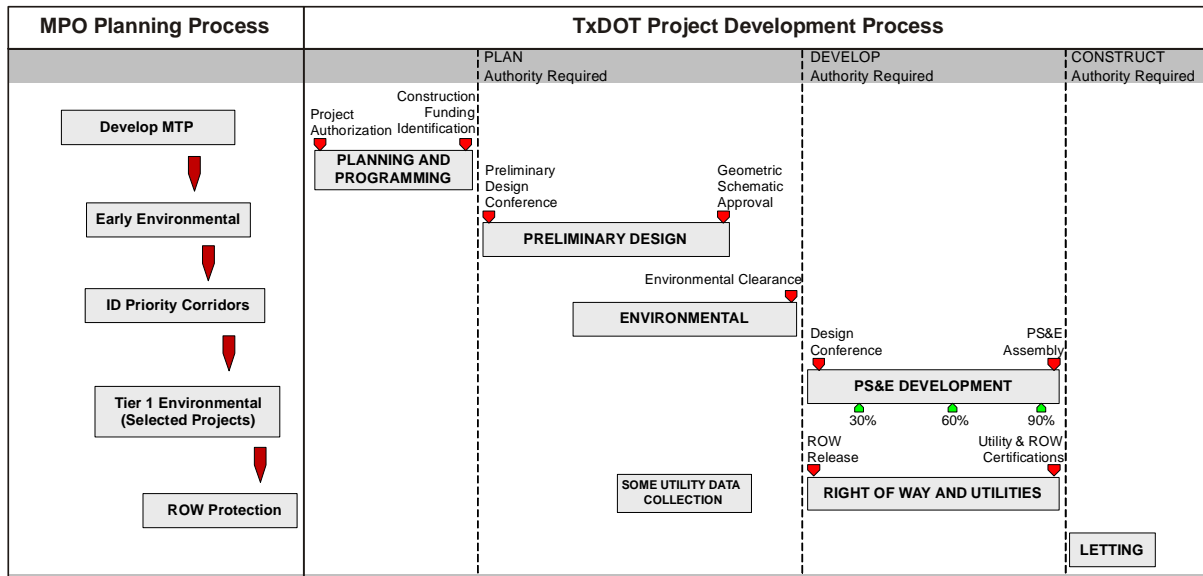 MPO Planning Process
TxDOT Project Development Process
PLAN
Authority Required
DEVELOP
Authority Required
CONSTRUCT
Authority Required
Develop MTP
Early Environmental
ID Priority Corridors
Tier 1 Environmental
(Selected Projects)
ROW Protection
Project
Authorization
Construction
Funding
Identification
PLANNING AND
PROGRAMMING
Preliminary
Design
Conference
Geometric
Schematic
Approval
PRELIMINARY DESIGN
Environmental Clearance
ENVIRONMENTAL
Design
Conference
PS&E
Assembly
PS&E DEVELOPMENT
30%
60%
90%
ROW
Release
Utility & ROW
Certifications
SOME UTILITY DATA
COLLECTION
RIGHT OF WAY AND UTILITIES
LETTING